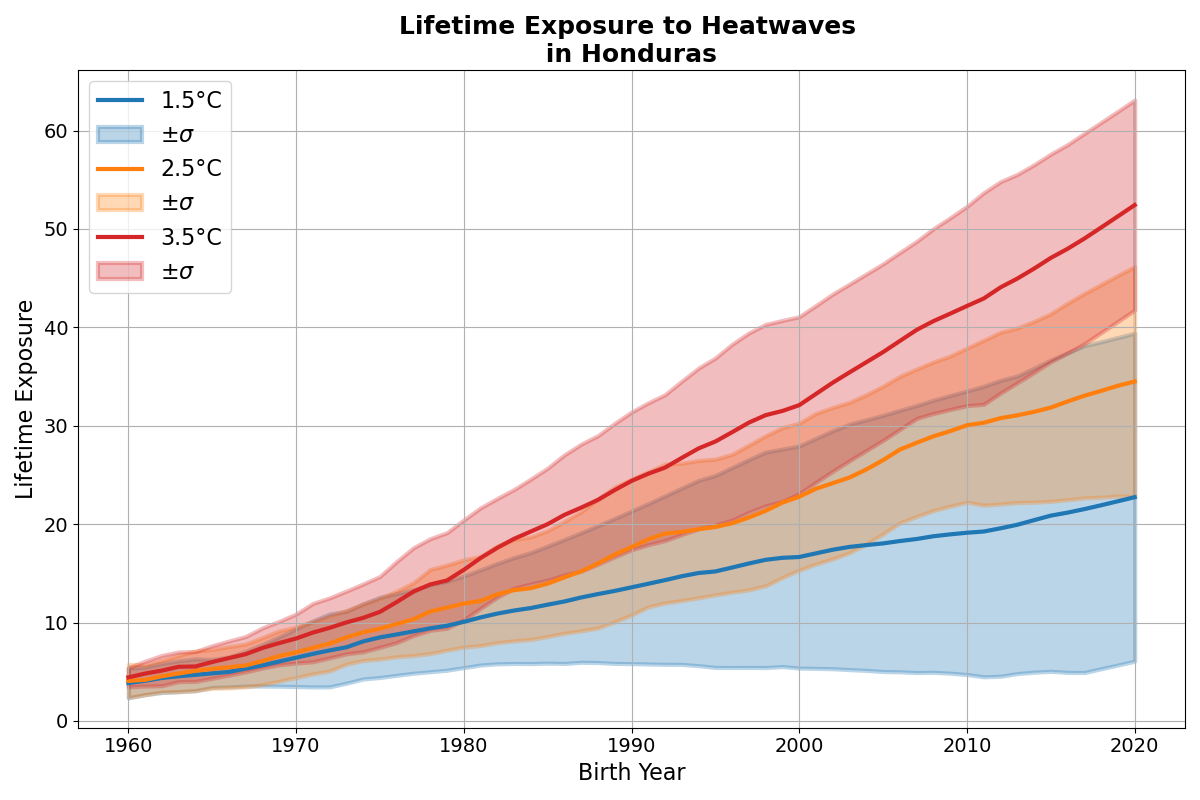 Lifetime Exposure to Heatwaves
in Honduras
1.5°C
±σ
2.5°C
±σ
3.5°C
±σ
Lifetime Exposure
60
50
40
30
20
10
0
1960
1970
1980
1990
2000
2010
2020
Birth Year